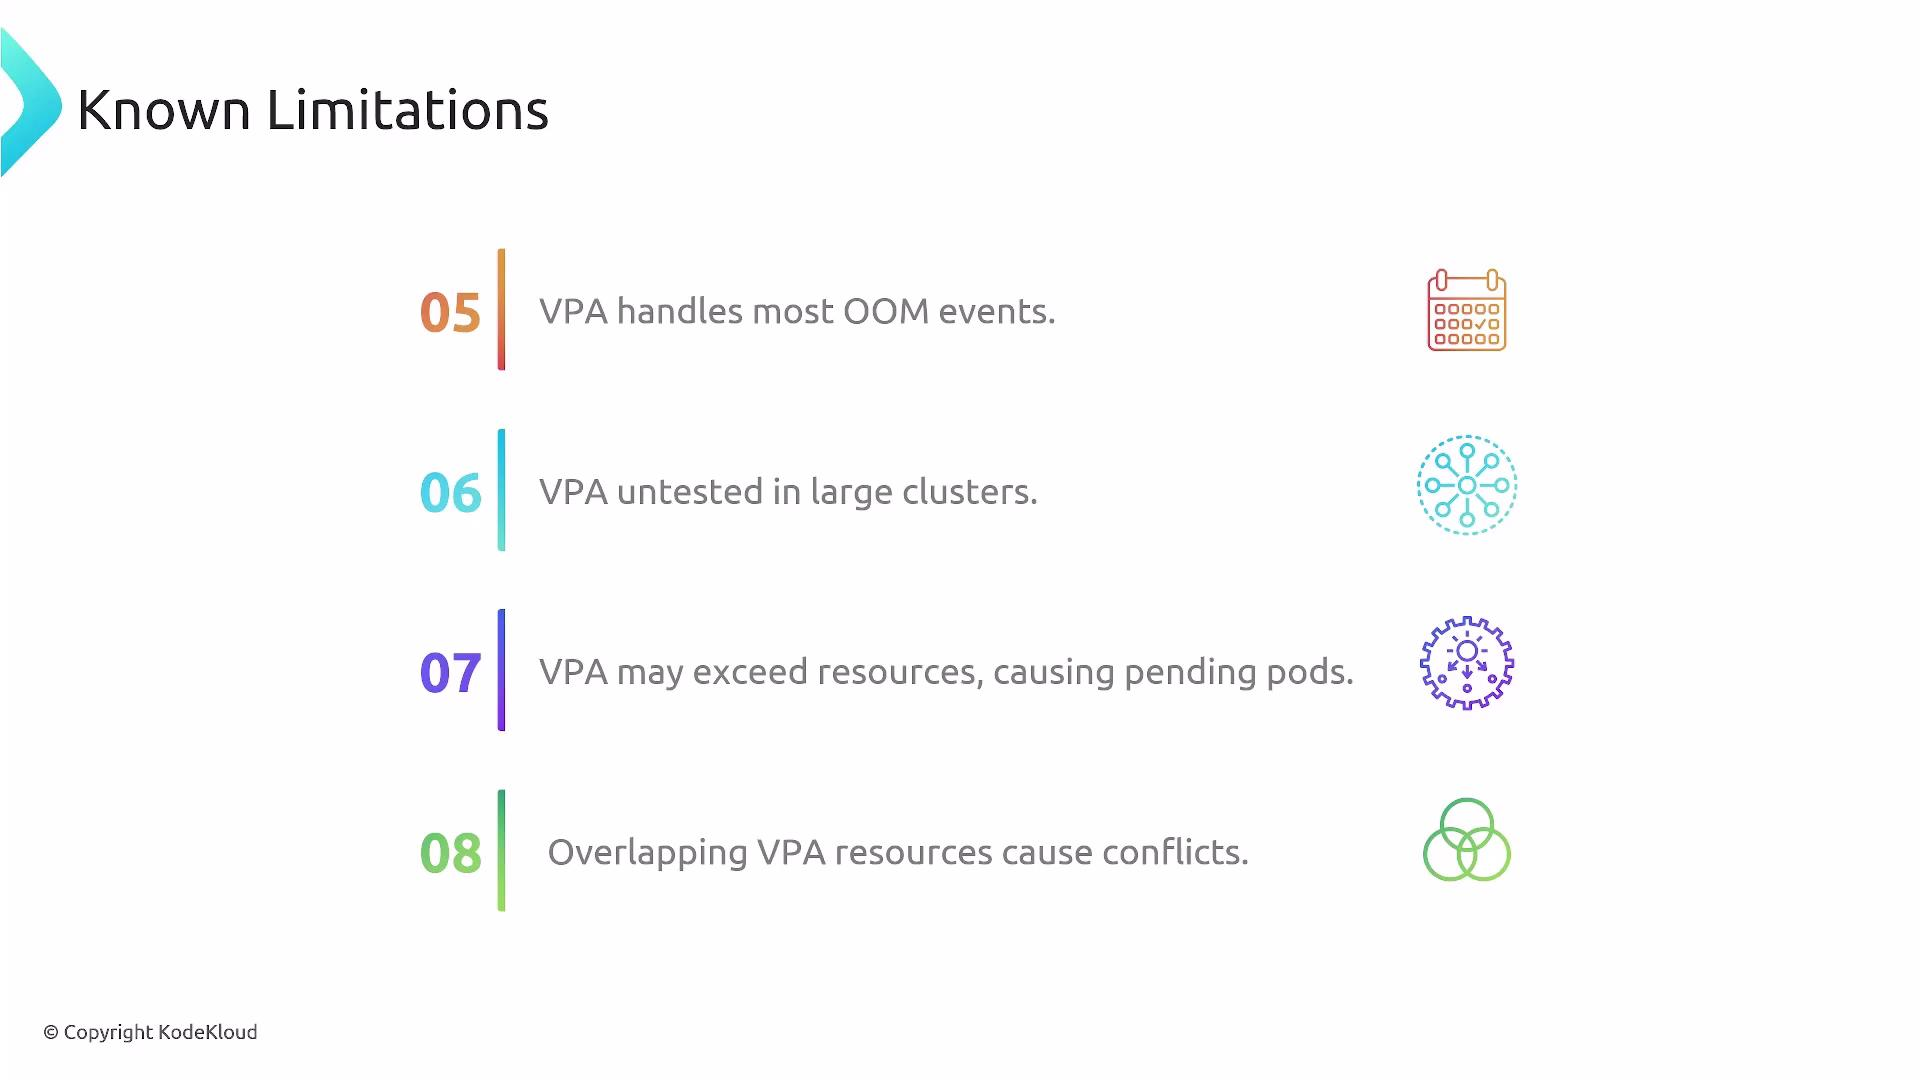 Known Limitations
05 VPA handles most OOM events.
06 VPA untested in large clusters.
07 VPA may exceed resources, causing pending pods.
08 Overlapping VPA resources cause conflicts.
© Copyright KodeKloud